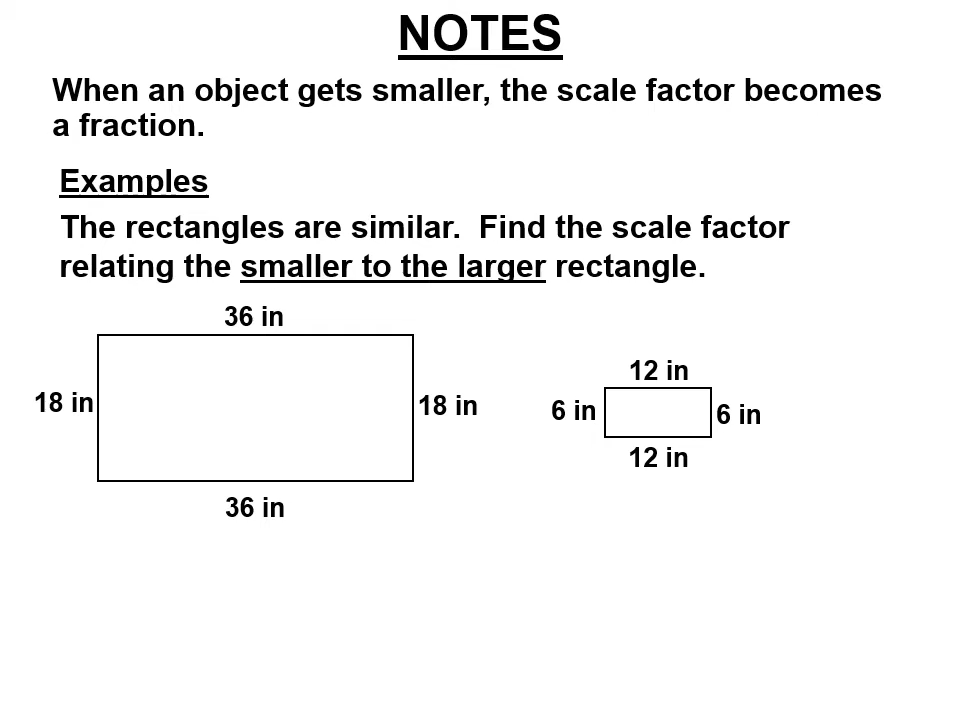 NOTES
When an object gets smaller, the scale factor becomes
a fraction.
Examples
The rectangles are similar.  Find the scale factor
relating the smaller to the larger rectangle.
36 in
18 in
18 in
36 in
12 in
6 in
6 in
12 in